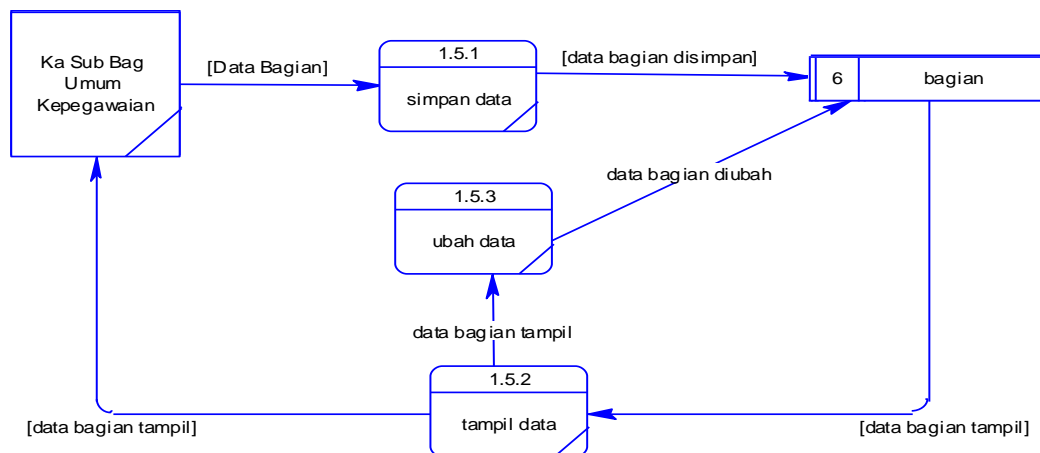 Ka Sub Bag
Umum
Kepegawaian
[Data Bagian]
1.5.1
simpan data
[data bagian disimpan]
6
bagian
data bagian diubah
1.5.3
ubah data
data bagian tampil
1.5.2
tampil data
[data bagian tampil]
[data bagian tampil]